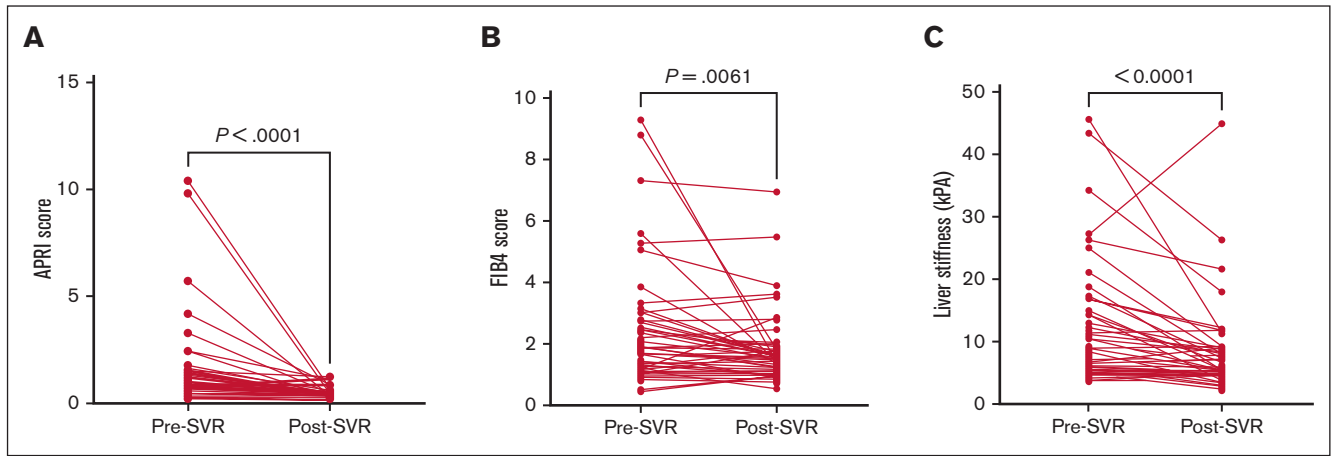 A
APRI score
15
10
5
0
P < .0001
Pre-SVR
Post-SVR
B
FIB4 score
10
8
6
4
2
0
P = .0061
Pre-SVR
Post-SVR
C
Liver stiffness (kPA)
50
40
30
20
10
0
< 0.0001
Pre-SVR
Post-SVR